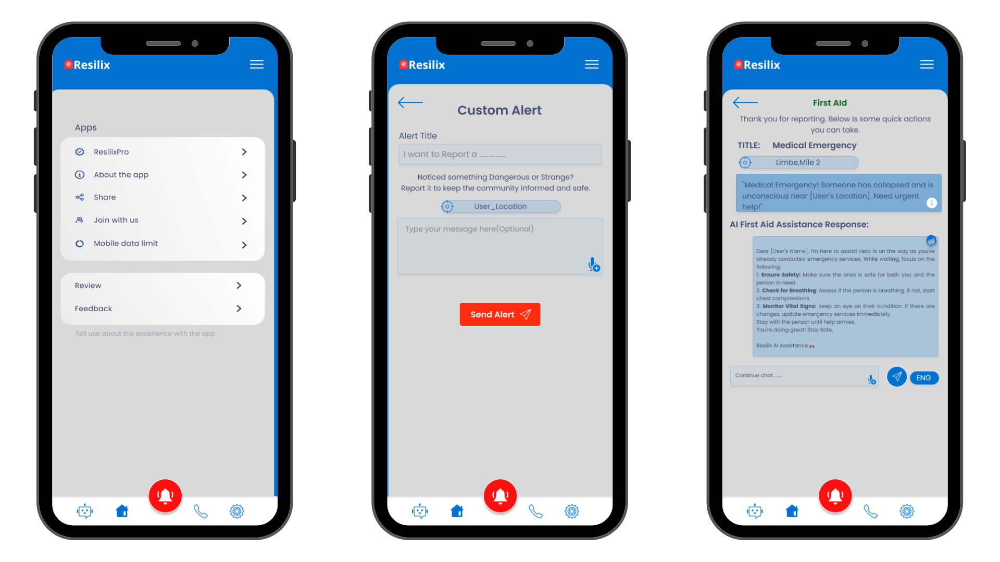 Resilix
Apps
ResilixPro
About the app
Share
Join with us
Mobile data limit
Review
Feedback
Tell use about the experience with the app
Resilix
Custom Alert
Alert Title
I want to Report a ...............
Noticed something Dangerous or Strange?
Report it to keep the community informed and safe.
User_Location
Type your message here(Optional)
Send Alert
Resilix
First AId
Thank you for reporting. Below is some quick actions
you can take.
TITLE: Medical Emergency
Limbe,Mile 2
"Medical Emergency! Someone has collapsed and is
unconscious near [User's Location]. Need urgent
help!"
AI First Aid Assistance Response:
Dear [User's Name], I'm here to assist! Help is on the way as you've
already contacted emergency services. While waiting, focus on the
following:
1. Ensure Safety: Make sure the area is safe for both you and the
person in need.
2. Check for Breathing: Assess if the person is breathing. If not, start
chest compressions.
3. Monitor Vital Signs: Keep an eye on their condition. If there are
changes, update emergency services immediately.
Stay with the person until help arrives.
You're doing great! Stay Safe,
Resilix AI Assistance 🚑
Continue chat........
ENG